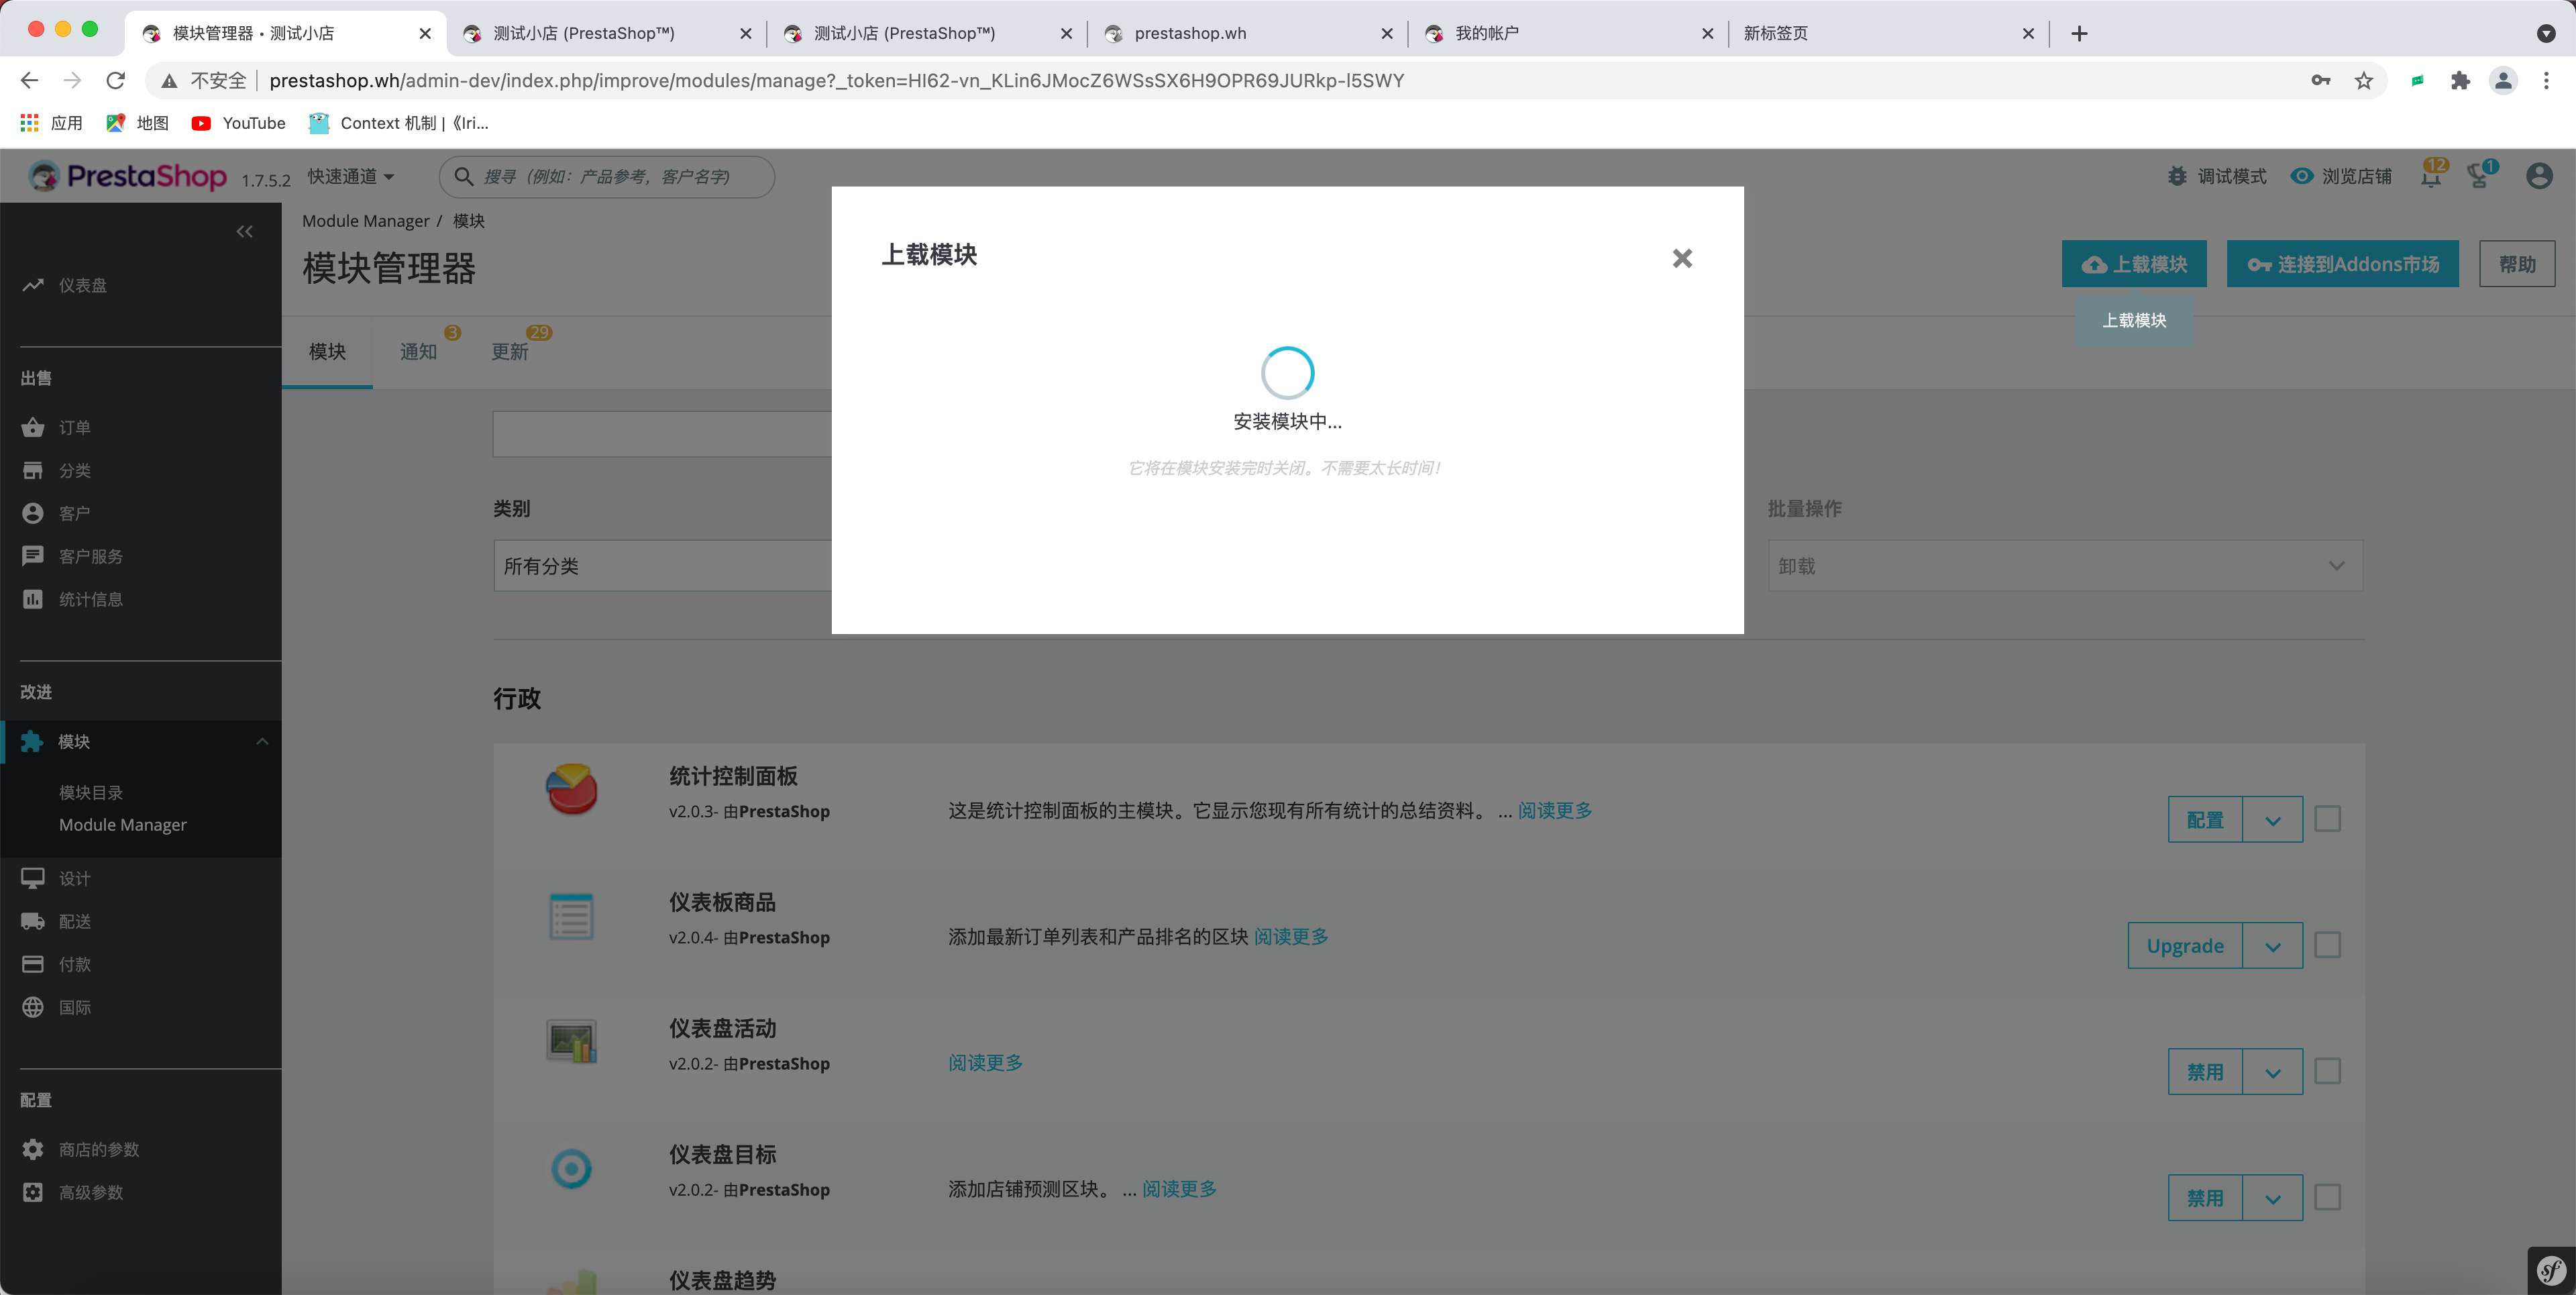 模块管理器 • 测试小店
测试小店 (PrestaShop™)
测试小店 (PrestaShop™)
prestashop.wh
我的帐户
新标签页
不安全
prestashop.wh/admin-dev/index.php/improve/modules/manage?_token=HI62-vn_KLin6JMocZ6WSsSX6H9OPR69JURkp-I5SWY
应用
地图
YouTube
Context 机制 |《Iri...
PrestaShop
1.7.5.2
快速通道
搜寻（例如：产品参考，客户名字）
调试模式
浏览店铺
12
1
Module Manager / 模块
模块管理器
上载模块
连接到Addons市场
帮助
上载模块
模块
通知
3
更新
29
仪表盘
出售
订单
分类
客户
客户服务
统计信息
改进
模块
模块目录
Module Manager
设计
配送
付款
国际
配置
商店的参数
高级参数
上载模块
安装模块中...
它将在模块安装完时关闭。不需要太长时间！
类别
所有分类
批量操作
卸载
行政
统计控制面板
v2.0.3- 由PrestaShop
这是统计控制面板的主模块。它显示您现有所有统计的总结资料。 ... 阅读更多
配置
仪表板商品
v2.0.4- 由PrestaShop
添加最新订单列表和产品排名的区块 阅读更多
Upgrade
仪表盘活动
v2.0.2- 由PrestaShop
阅读更多
禁用
仪表盘目标
v2.0.2- 由PrestaShop
添加店铺预测区块。 ... 阅读更多
禁用
仪表盘趋势
sf